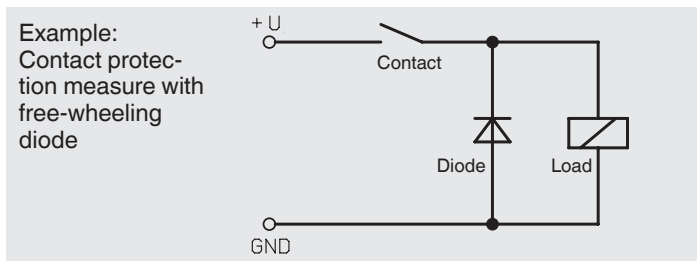 Example:
Contact protec-
tion measure with
free-wheeling
diode
+ U
Contact
Diode
Load
GND